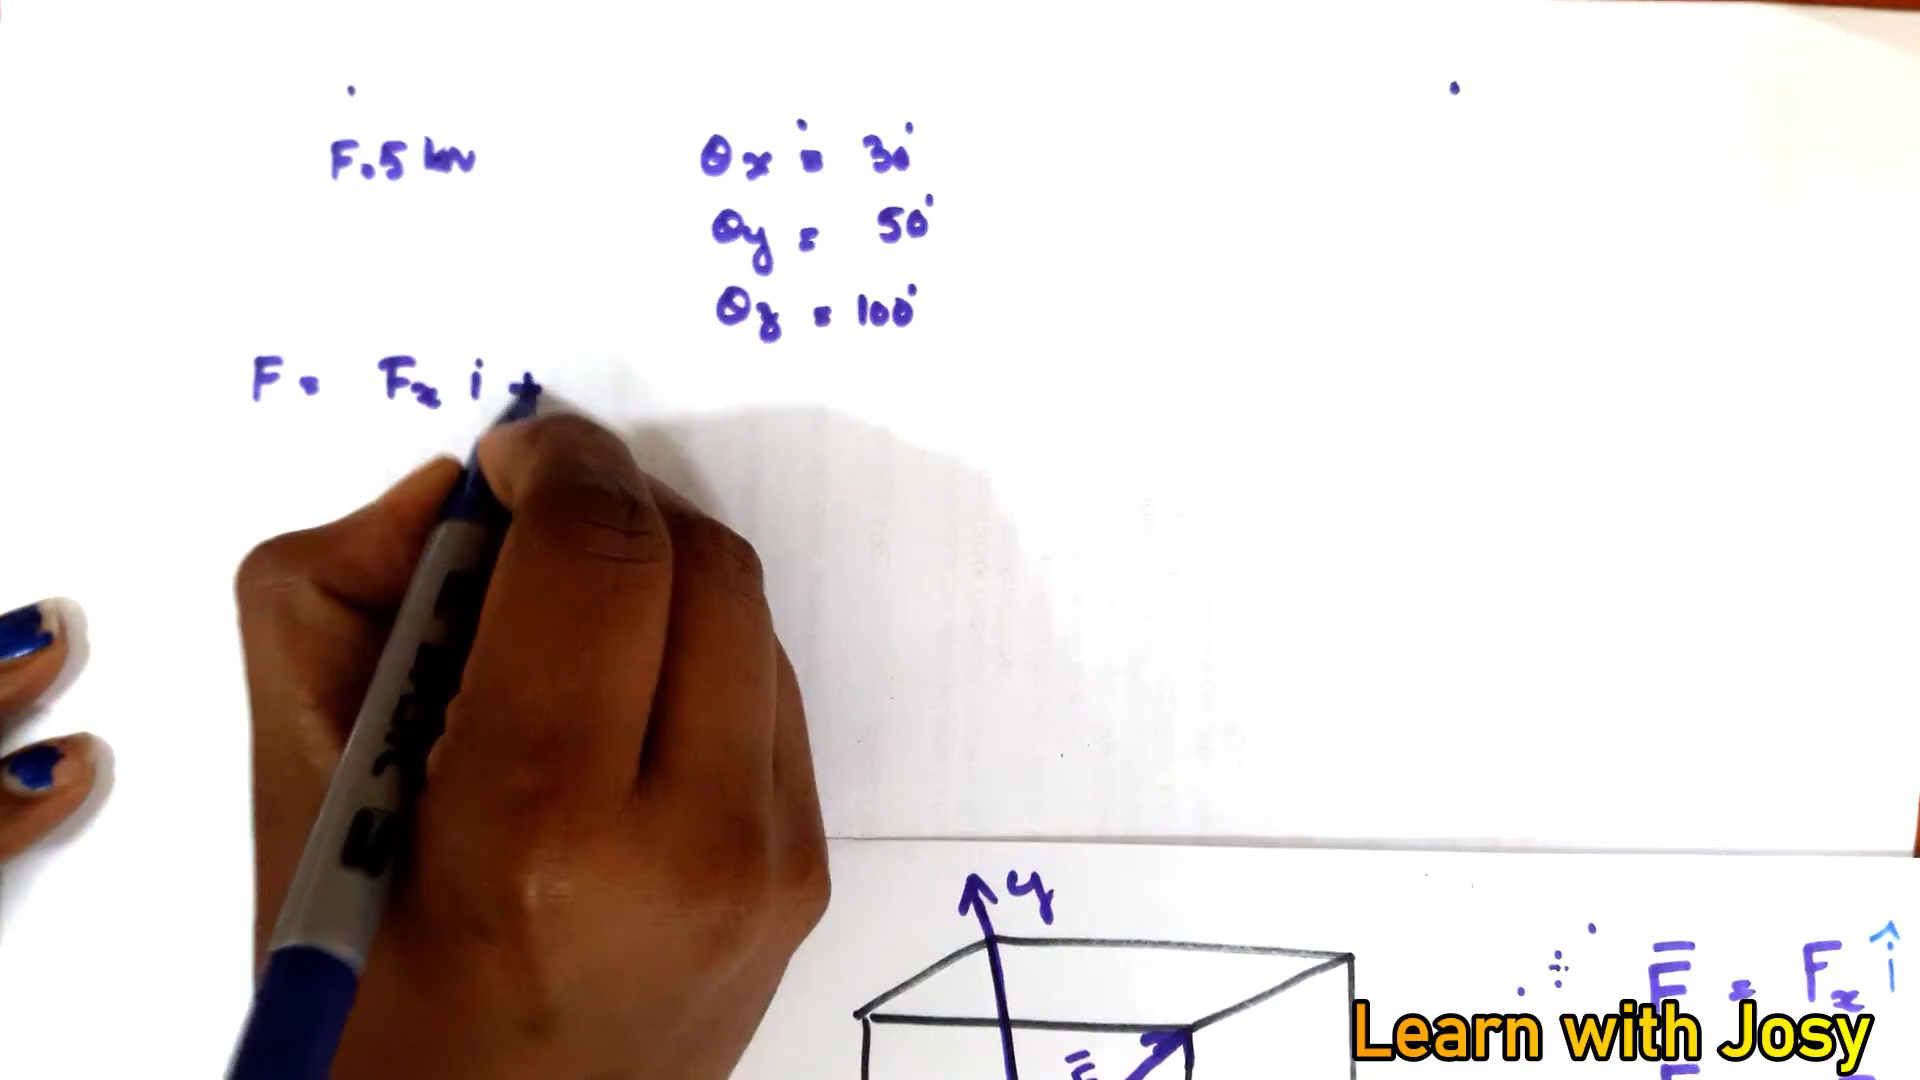 F = 5 kN
θx = 30°
θy = 50°
θz = 100°
F = Fx i +
y
F̅ = Fx î
F̅
Learn with Josy